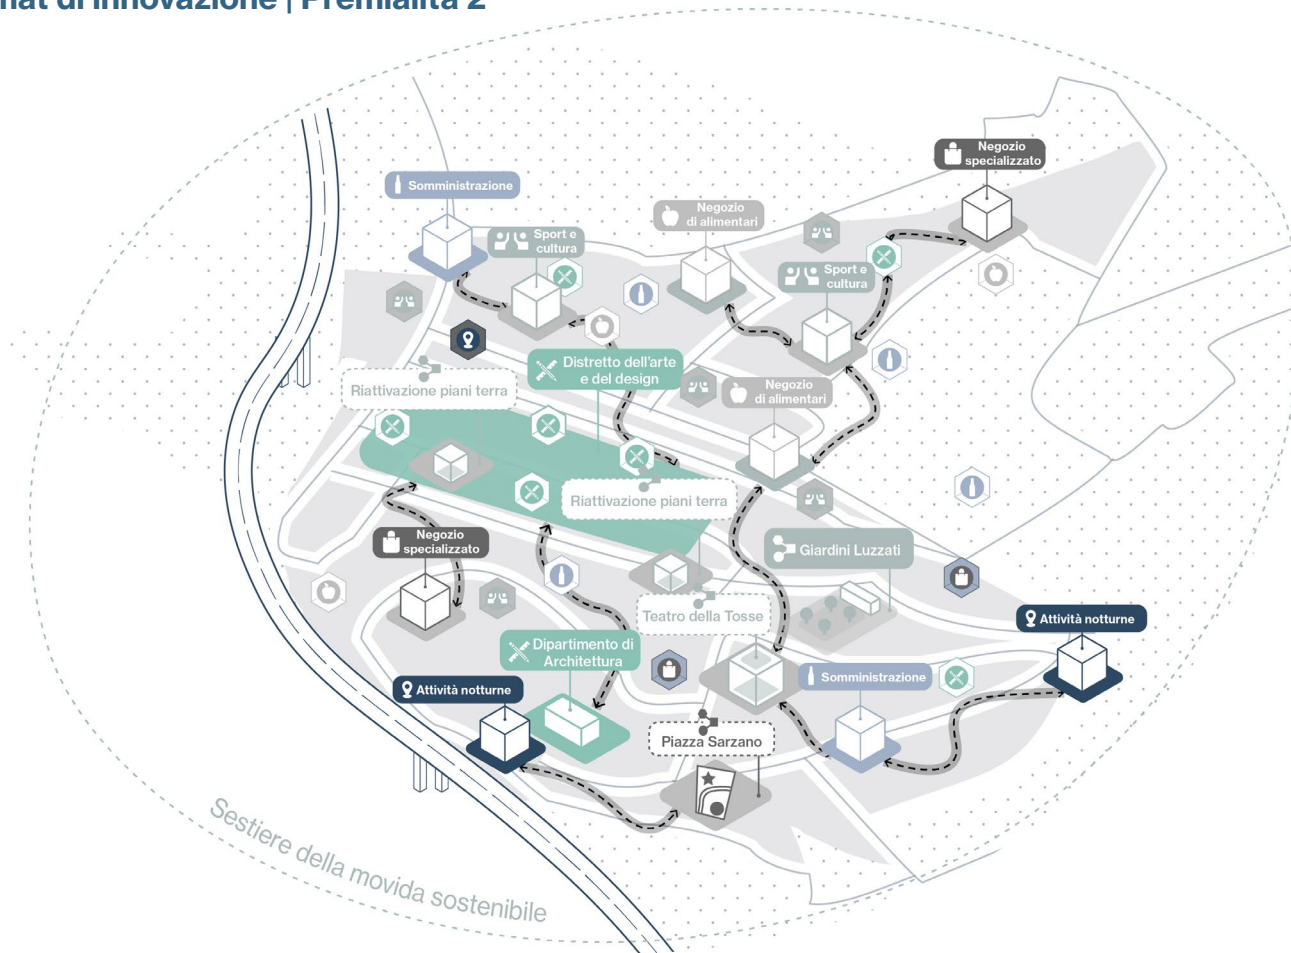 di innovazione | Premialità 2
Negozio
specializzato
Somministrazione
Negozio
di alimentari
Sport e
cultura
Sport e
cultura
Distretto dell'arte
e del design
Riattivazione piani terra
Negozio
di alimentari
Riattivazione piani terra
Negozio
specializzato
Giardini Luzzati
Teatro della Tosse
Attività notturne
Dipartimento di
Architettura
Somministrazione
Attività notturne
Piazza Sarzano
Sestiere della movida sostenibile